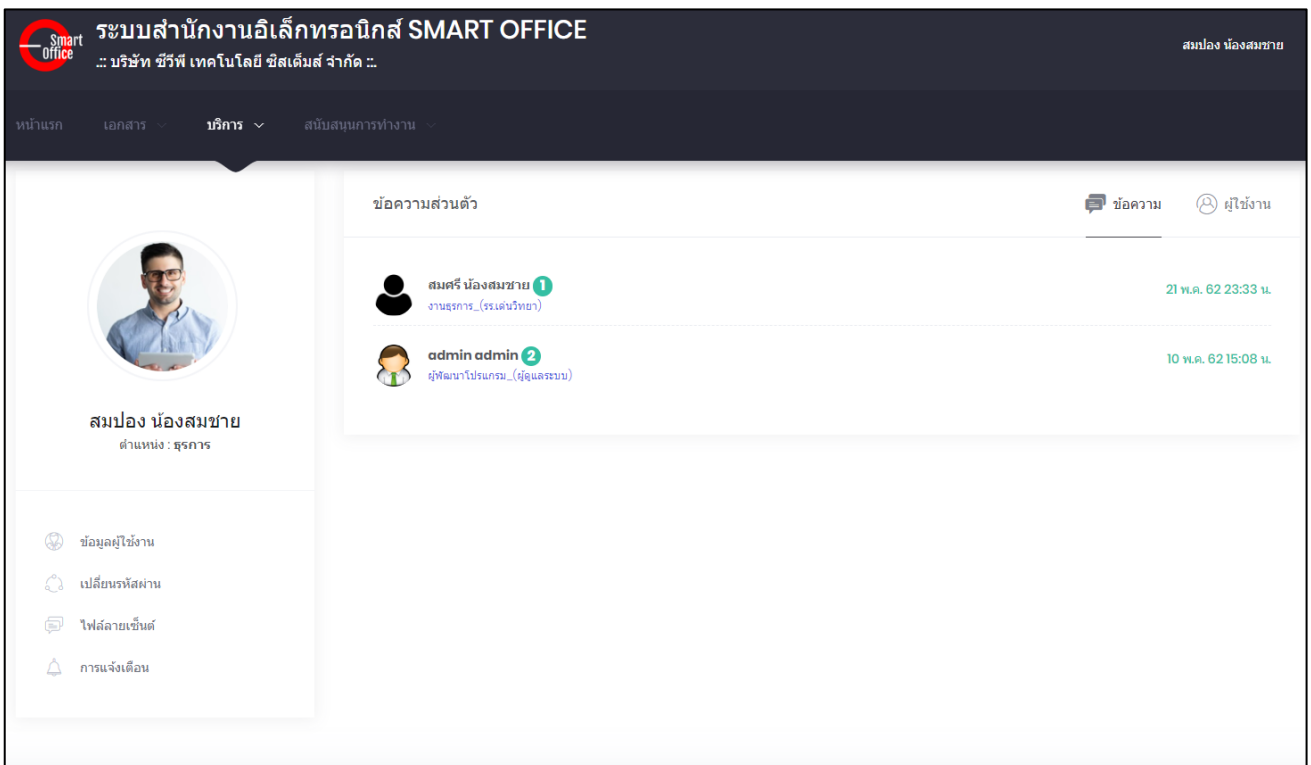 Smart
Office
ระบบสำนักงานอิเล็กทรอนิกส์ SMART OFFICE
.:: บริษัท ซีวีพี เทคโนโลยี ซิสเต็มส์ จำกัด ::.
สมปอง น้องสมชาย
หน้าแรก เอกสาร บริการ สนับสนุนการทำงาน
ข้อความส่วนตัว ข้อความ ผู้ใช้งาน
สมศรี น้องสมชาย 1 21 พ.ค. 62 23:33 น.
งานธุรการ_(รร.เด่นวิทยา)
admin admin 2 10 พ.ค. 62 15:08 น.
ผู้พัฒนาโปรแกรม_(ผู้ดูแลระบบ)
สมปอง น้องสมชาย
ตำแหน่ง : ธุรการ
ข้อมูลผู้ใช้งาน
เปลี่ยนรหัสผ่าน
ไฟล์ลายเซ็นต์
การแจ้งเตือน